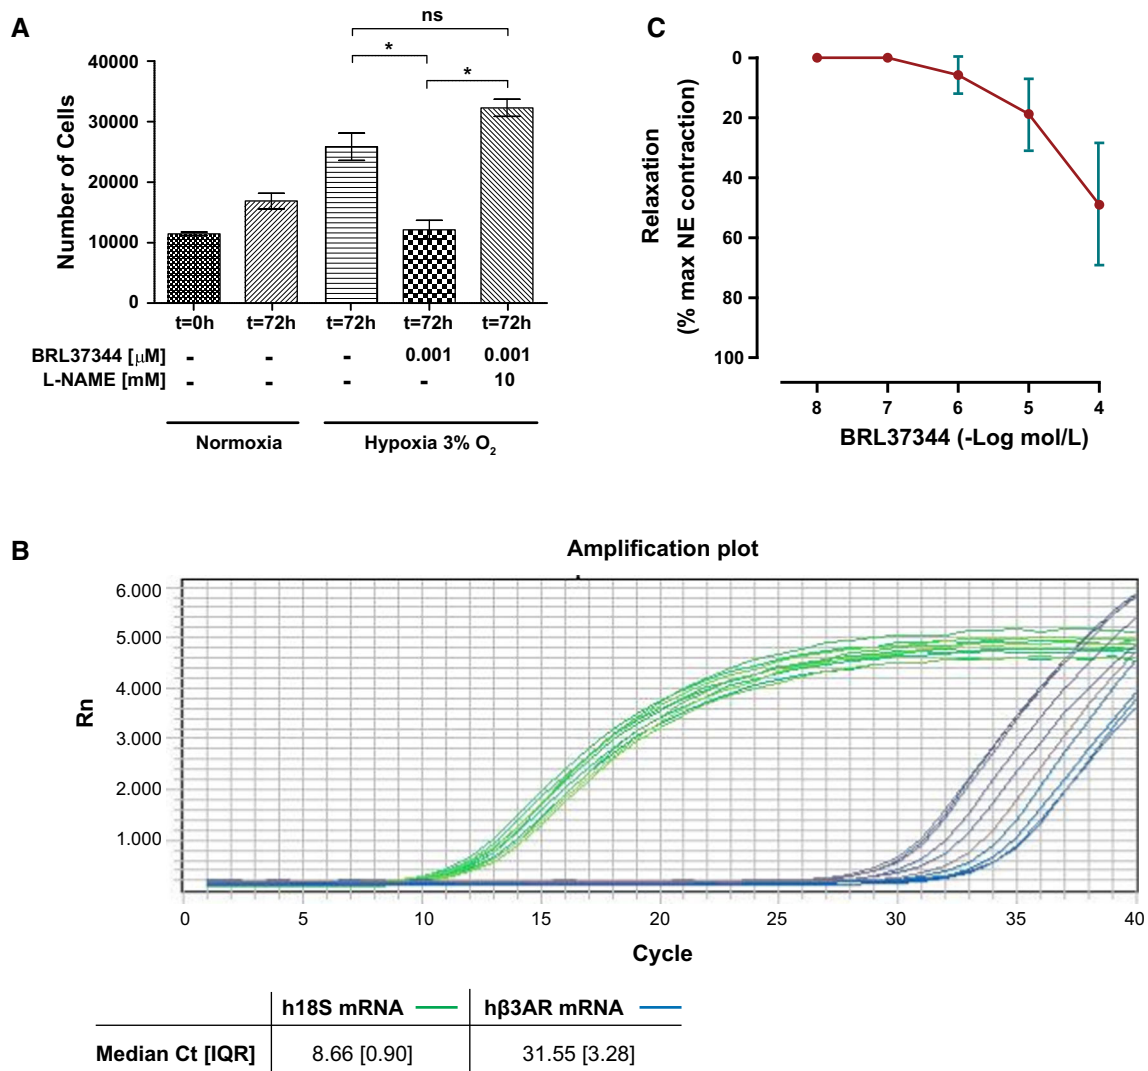 A
ns
*
*
Number of Cells
40000
30000
20000
10000
0
t=0h t=72h t=72h t=72h t=72h
BRL37344 [μM] - - - 0.001 0.001
L-NAME [mM] - - - - 10
Normoxia Hypoxia 3% O2
C
Relaxation
(% max NE contraction)
0
20
40
60
80
100
8 7 6 5 4
BRL37344 (-Log mol/L)
B
Amplification plot
Rn
6.000
5.000
4.000
3.000
2.000
1.000
0 5 10 15 20 25 30 35 40
Cycle
h18S mRNA hβ3AR mRNA
Median Ct [IQR] 8.66 [0.90] 31.55 [3.28]